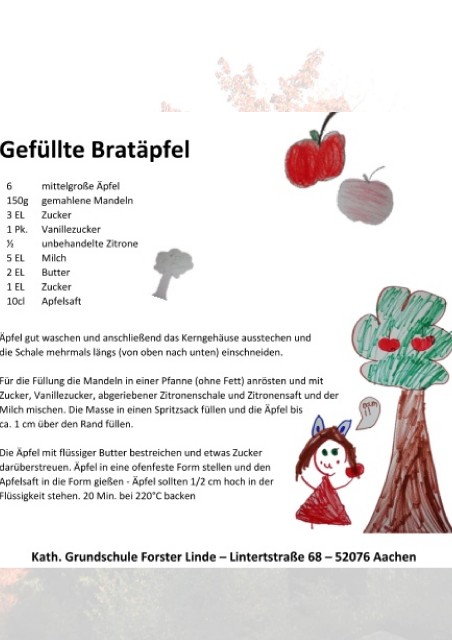 Gefüllte Bratäpfel
6 mittelgroße Äpfel
150g gemahlene Mandeln
3 EL Zucker
1 Pk. Vanillezucker
½ unbehandelte Zitrone
5 EL Milch
2 EL Butter
1 EL Zucker
10cl Apfelsaft
Äpfel gut waschen und anschließend das Kerngehäuse ausstechen und
die Schale mehrmals längs (von oben nach unten) einschneiden.
Für die Füllung die Mandeln in einer Pfanne (ohne Fett) anrösten und mit
Zucker, Vanillezucker, abgeriebener Zitronenschale und Zitronensaft und der
Milch mischen. Die Masse in einen Spritzsack füllen und die Äpfel bis
ca. 1 cm über den Rand füllen.
Die Äpfel mit flüssiger Butter bestreichen und etwas Zucker
darüberstreuen. Äpfel in eine ofenfeste Form stellen und den
Apfelsaft in die Form gießen - Äpfel sollten 1/2 cm hoch in der
Flüssigkeit stehen. 20 Min. bei 220°C backen
Kath. Grundschule Forster Linde – Lintertstraße 68 – 52076 Aachen